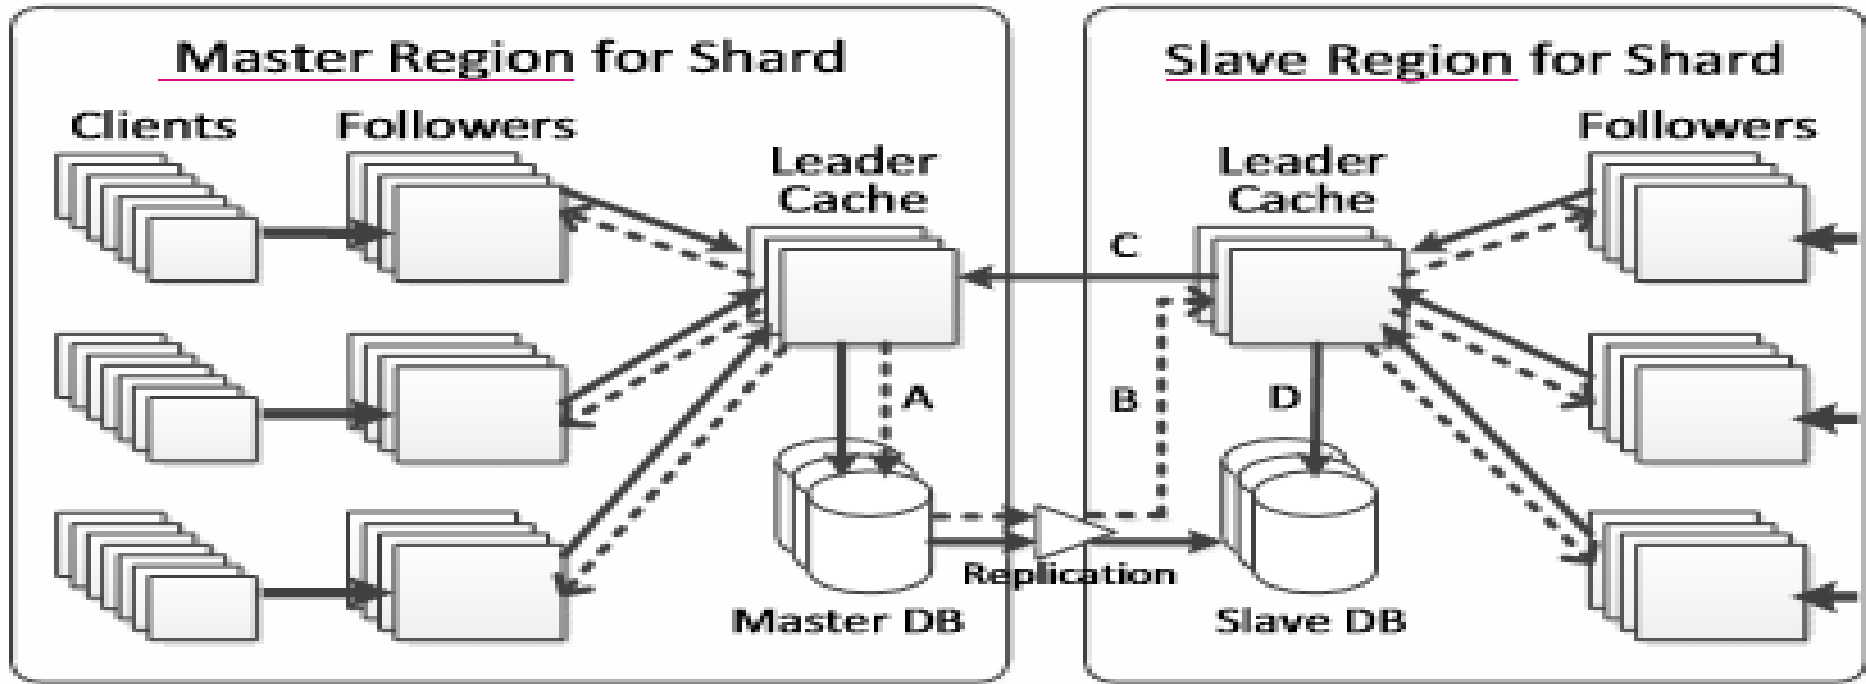 Master Region for Shard
Clients
Followers
Leader
Cache
A
Master DB
Replication
Slave Region for Shard
Followers
Leader
Cache
C
B
D
Slave DB